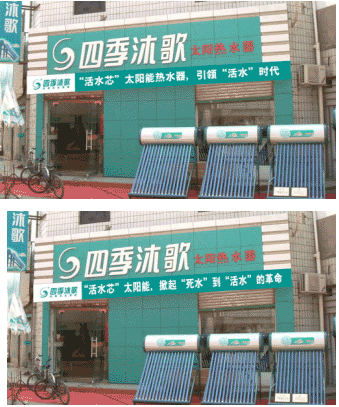 沐歌
四季沐歌 太阳热水器
四季沐歌 “活水芯”太阳能热水器，引领“活水”时代
沐歌
四季沐歌 太阳热水器
四季沐歌 “活水芯”太阳能，掀起“死水”到“活水”的革命